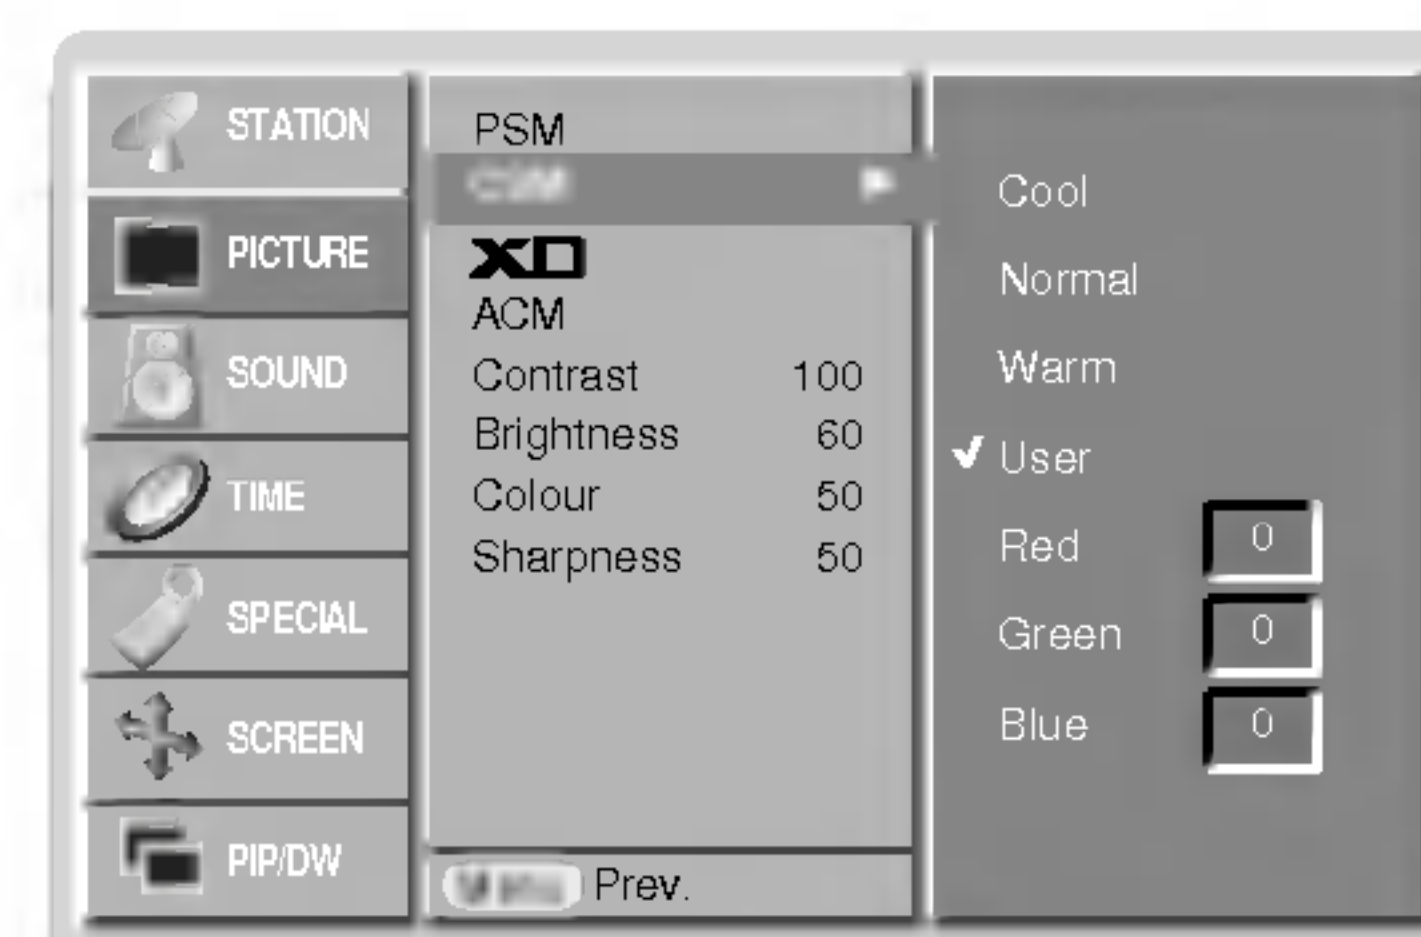 STATION
PICTURE
SOUND
TIME
SPECIAL
SCREEN
PIP/DW
PSM
XD
ACM
Contrast 100
Brightness 60
Colour 50
Sharpness 50
Prev.
Cool
Normal
Warm
User
Red 0
Green 0
Blue 0